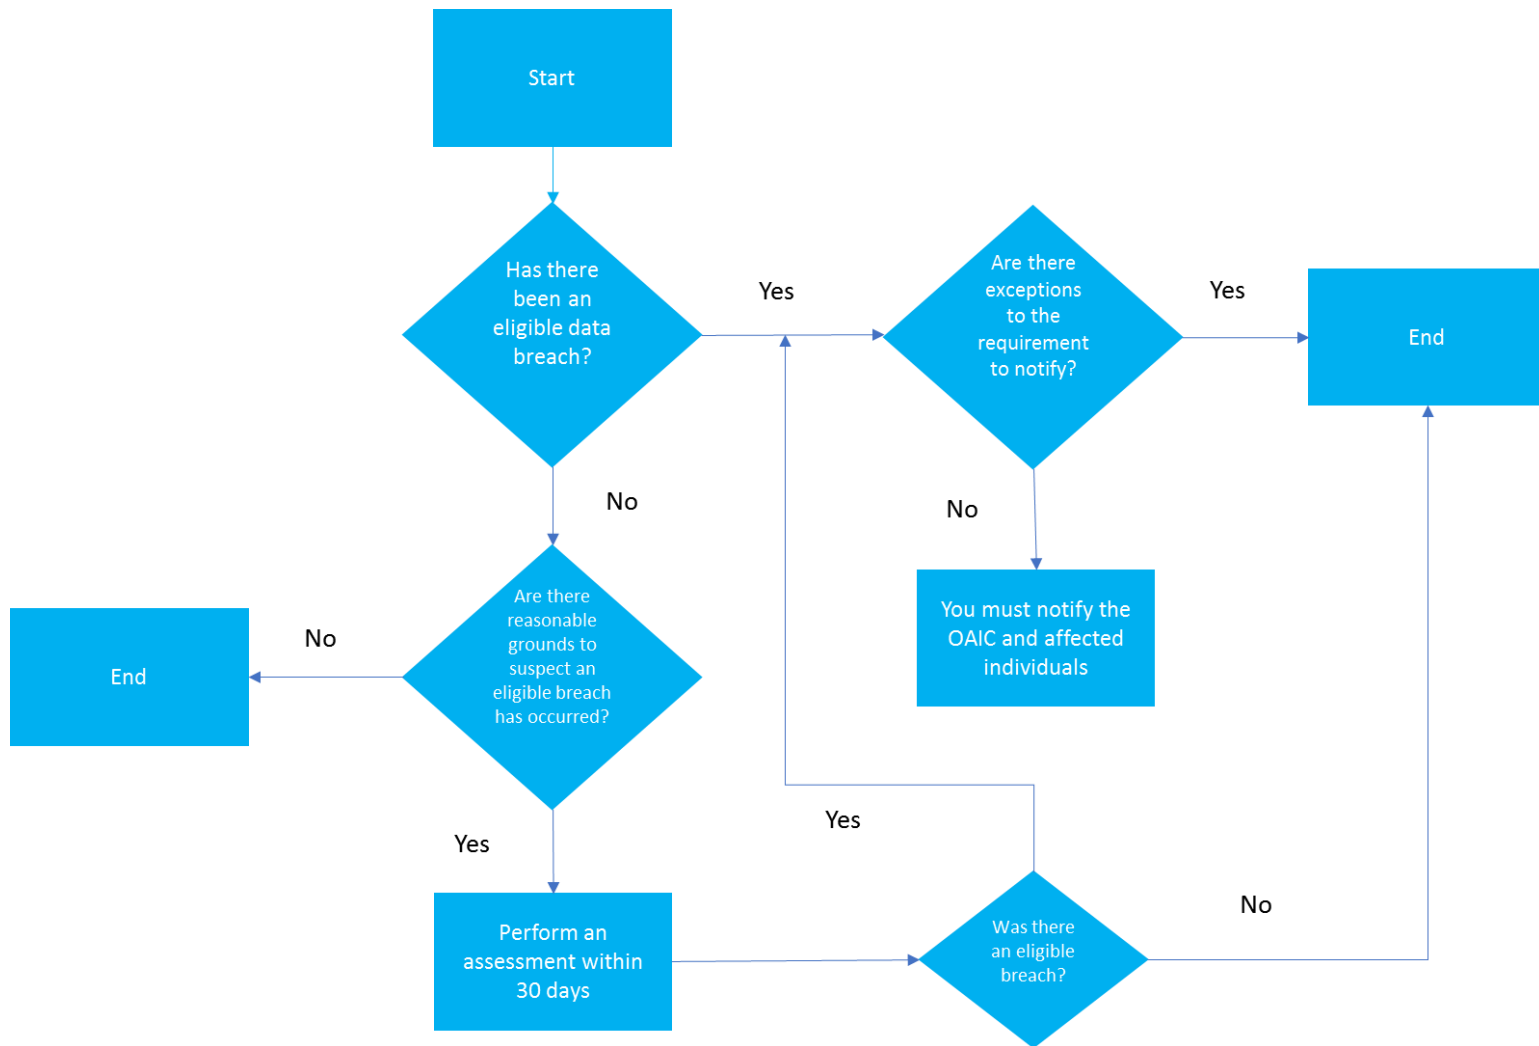 Start
Has there
been an
eligible data
breach?
Yes
Are there
exceptions
to the
requirement
to notify?
Yes
End
No
No
You must notify the
OAIC and affected
individuals
Are there
reasonable
grounds to
suspect an
eligible breach
has occurred?
No
End
Yes
Perform an
assessment within
30 days
Yes
Was there
an eligible
breach?
No